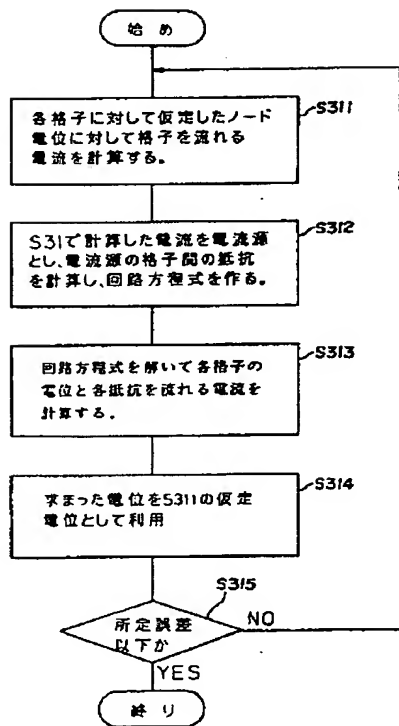 始め
各格子に対して仮定したノード
電位に対して格子を流れる
電流を計算する。
S311
S31で計算した電流を電流源
とし、電流源の格子間の抵抗
を計算し、回路方程式を作る。
S312
回路方程式を解いて各格子の
電位と各抵抗を流れる電流を
計算する。
S313
求まった電位をS311の仮定
電位として利用
S314
所定誤差
以下か
S315
NO
YES
終り